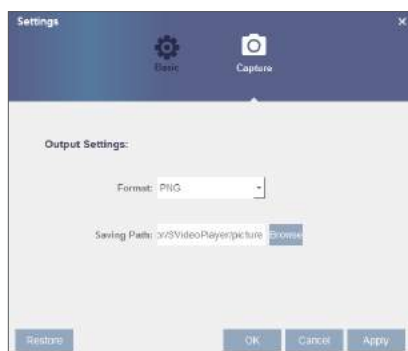 Settings
Basic
Capture
Output Settings:
Format: PNG
Saving Path: or/SVideoPlayer/picture Browse
Restore OK Cancel Apply